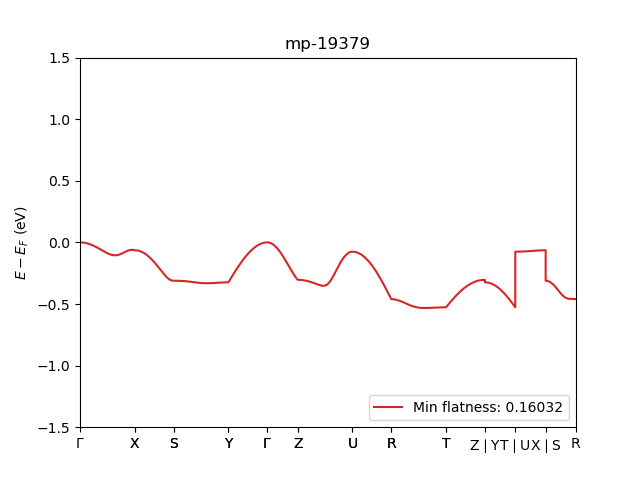 mp-19379
1.5
1.0
0.5
0.0
−0.5
−1.0
−1.5
E − E_F (eV)
Min flatness: 0.16032
Γ X S Y Γ Z U R T Z | Y T | U X | S R